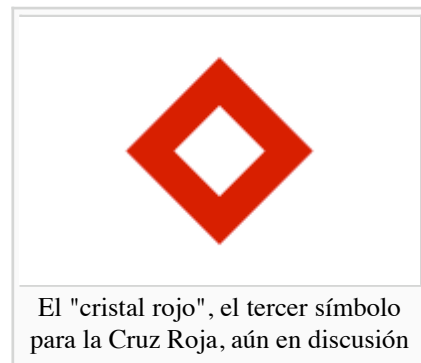 El "cristal rojo", el tercer símbolo
para la Cruz Roja, aún en discusión